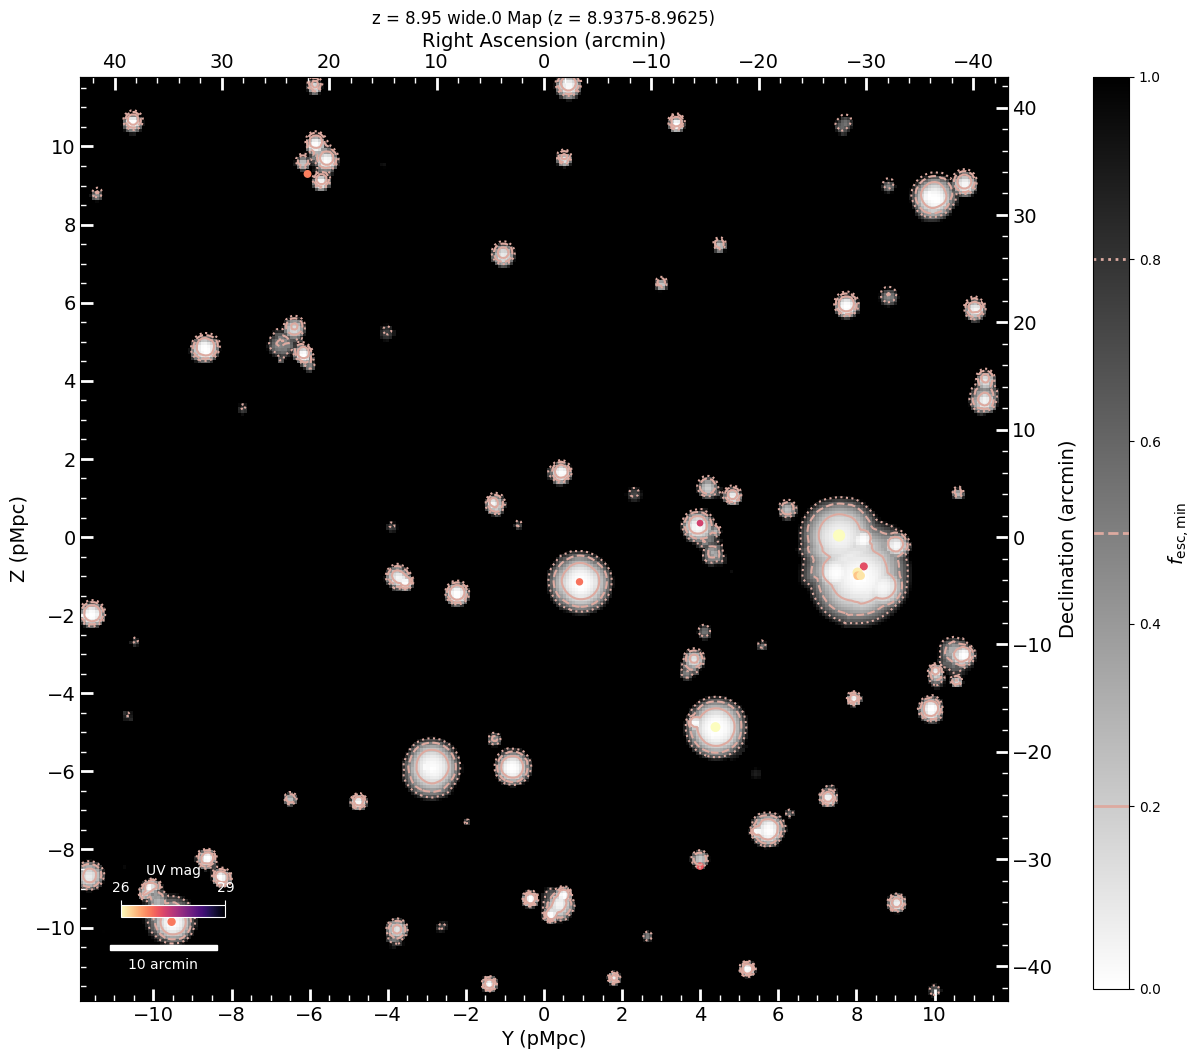 z = 8.95 wide.0 Map (z = 8.9375-8.9625)
Right Ascension (arcmin)
40 30 20 10 0 −10 −20 −30 −40
10
8
6
4
2
0
−2
−4
−6
−8
−10
Z (pMpc)
40
30
20
10
0
−10
−20
−30
−40
Declination (arcmin)
1.0
0.8
0.6
0.4
0.2
0.0
fesc,min
UV mag
26 29
10 arcmin
−10 −8 −6 −4 −2 0 2 4 6 8 10
Y (pMpc)